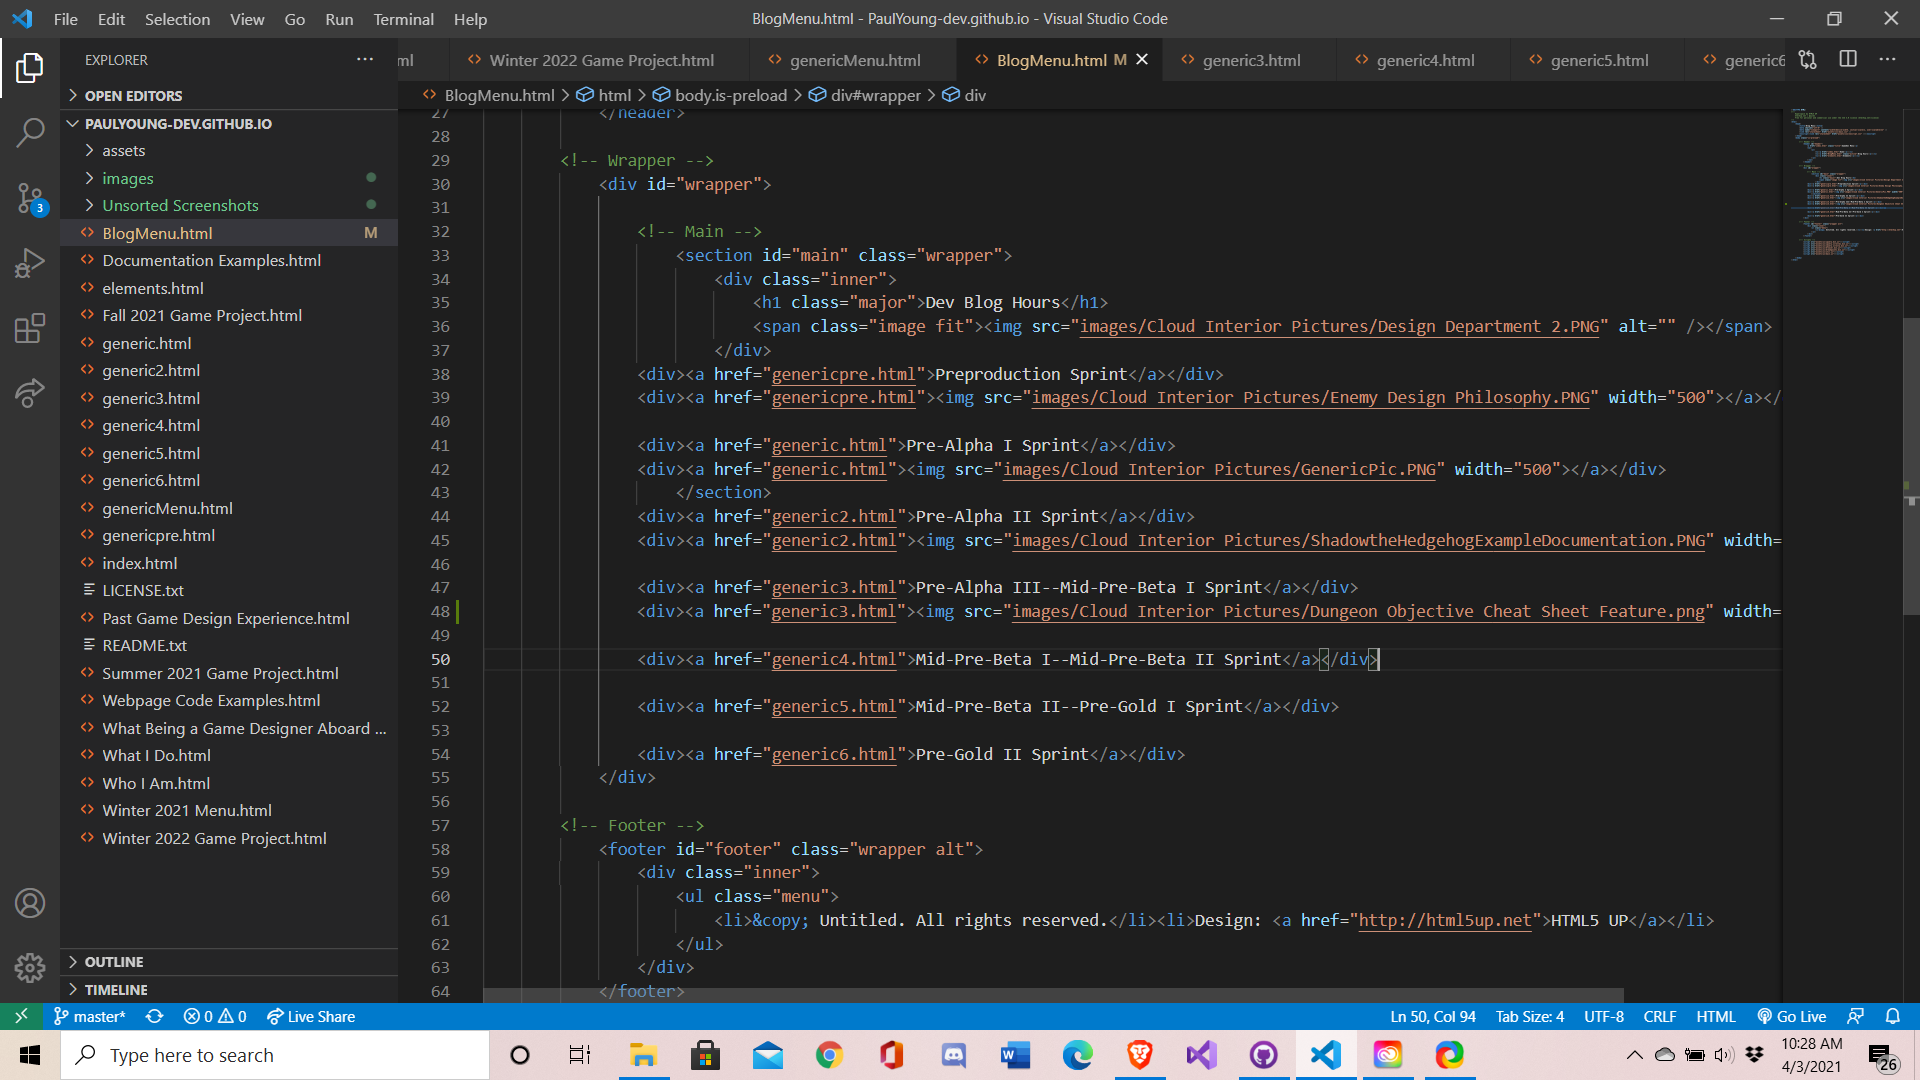 File Edit Selection View Go Run Terminal Help
BlogMenu.html - PaulYoung-dev.github.io - Visual Studio Code
EXPLORER
ml
Winter 2022 Game Project.html
genericMenu.html
BlogMenu.html M
generic3.html
generic4.html
generic5.html
generic6
BlogMenu.html > html > body.is-preload > div#wrapper > div
OPEN EDITORS
PAULYOUNG-DEV.GITHUB.IO
assets
images
Unsorted Screenshots
BlogMenu.html M
Documentation Examples.html
elements.html
Fall 2021 Game Project.html
generic.html
generic2.html
generic3.html
generic4.html
generic5.html
generic6.html
genericMenu.html
genericpre.html
index.html
LICENSE.txt
Past Game Design Experience.html
README.txt
Summer 2021 Game Project.html
Webpage Code Examples.html
What Being a Game Designer Aboard ...
What I Do.html
Who I Am.html
Winter 2021 Menu.html
Winter 2022 Game Project.html
OUTLINE
TIMELINE
3
27 </header>
28
29 <!-- Wrapper -->
30 <div id="wrapper">
31
32 <!-- Main -->
33 <section id="main" class="wrapper">
34 <div class="inner">
35 <h1 class="major">Dev Blog Hours</h1>
36 <span class="image fit"><img src="images/Cloud Interior Pictures/Design Department 2.PNG" alt="" /></span>
37 </div>
38 <div><a href="genericpre.html">Preproduction Sprint</a></div>
39 <div><a href="genericpre.html"><img src="images/Cloud Interior Pictures/Enemy Design Philosophy.PNG" width="500"></a></
40
41 <div><a href="generic.html">Pre-Alpha I Sprint</a></div>
42 <div><a href="generic.html"><img src="images/Cloud Interior Pictures/GenericPic.PNG" width="500"></a></div>
43 </section>
44 <div><a href="generic2.html">Pre-Alpha II Sprint</a></div>
45 <div><a href="generic2.html"><img src="images/Cloud Interior Pictures/ShadowtheHedgehogExampleDocumentation.PNG" width=
46
47 <div><a href="generic3.html">Pre-Alpha III--Mid-Pre-Beta I Sprint</a></div>
48 <div><a href="generic3.html"><img src="images/Cloud Interior Pictures/Dungeon Objective Cheat Sheet Feature.png" width=
49
50 <div><a href="generic4.html">Mid-Pre-Beta I--Mid-Pre-Beta II Sprint</a></div>
51
52 <div><a href="generic5.html">Mid-Pre-Beta II--Pre-Gold I Sprint</a></div>
53
54 <div><a href="generic6.html">Pre-Gold II Sprint</a></div>
55 </div>
56
57 <!-- Footer -->
58 <footer id="footer" class="wrapper alt">
59 <div class="inner">
60 <ul class="menu">
61 <li>&copy; Untitled. All rights reserved.</li><li>Design: <a href="http://html5up.net">HTML5 UP</a></li>
62 </ul>
63 </div>
64 </footer>
master* 0 0 Live Share
Ln 50, Col 94 Tab Size: 4 UTF-8 CRLF HTML Go Live
Type here to search
10:28 AM
4/3/2021
26